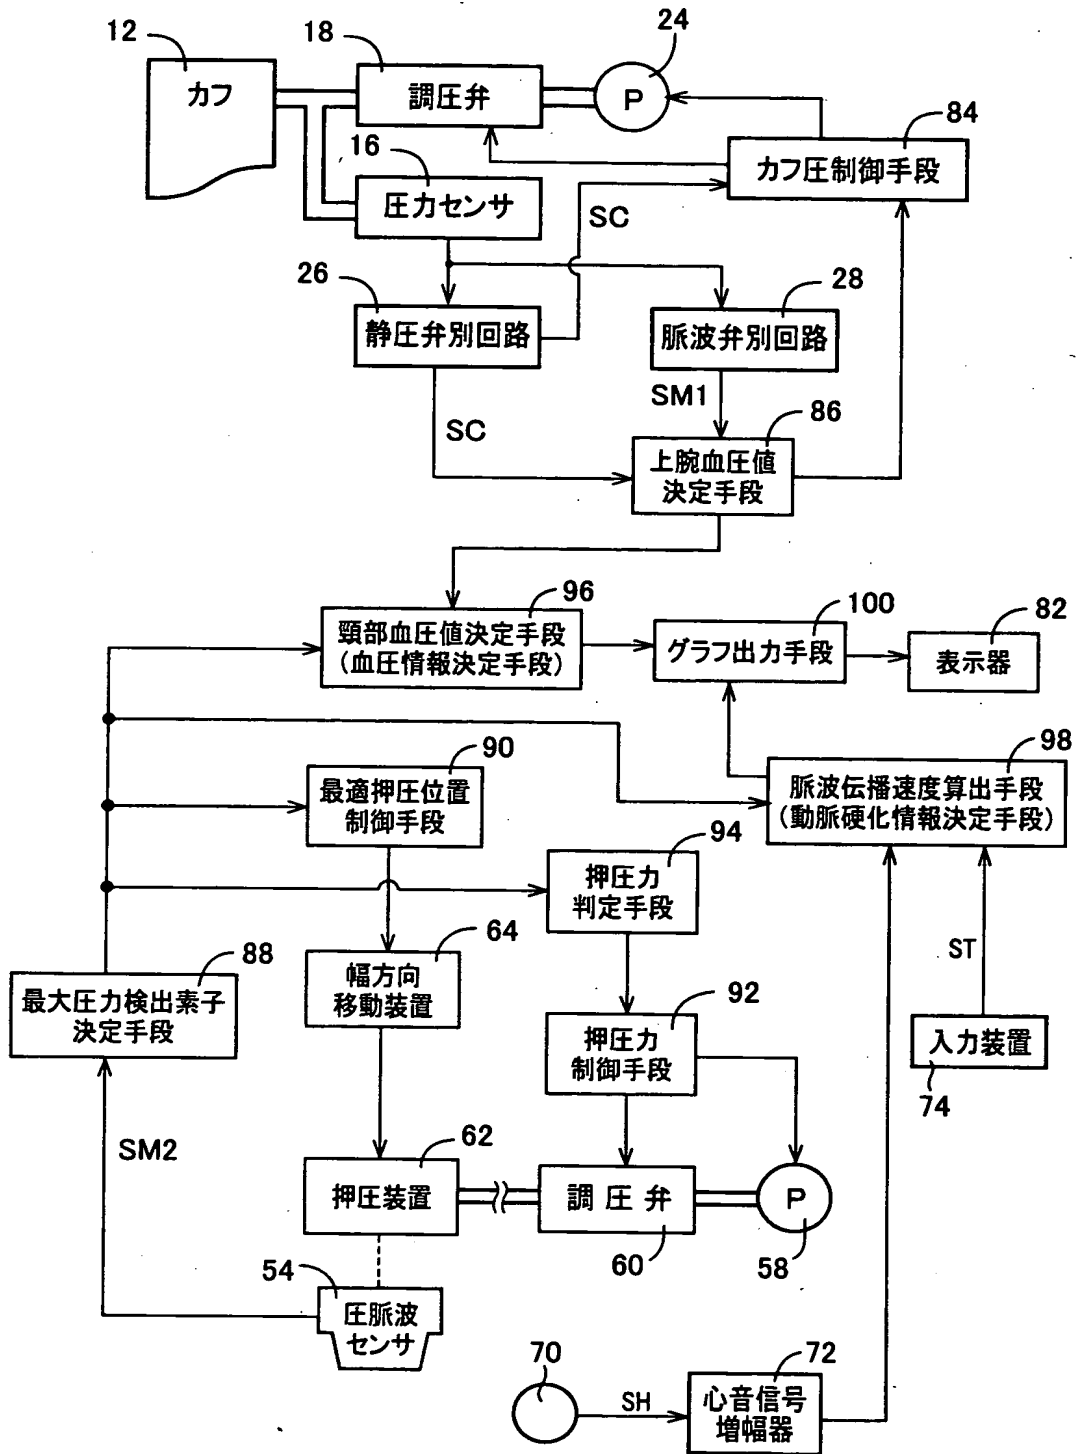 12
18
24
カフ
調圧弁
P
84
16
カフ圧制御手段
圧力センサ
SC
26
28
静圧弁別回路
脈波弁別回路
SM1
86
SC
上腕血圧値
決定手段
96
100
82
頸部血圧値決定手段
(血圧情報決定手段)
グラフ出力手段
表示器
90
98
最適押圧位置
制御手段
脈波伝播速度算出手段
(動脈硬化情報決定手段)
94
押圧力
判定手段
64
88
ST
幅方向
移動装置
最大圧力検出素子
決定手段
92
押圧力
制御手段
入力装置
74
SM2
62
押圧装置
調圧弁
P
60
58
54
圧脈波
センサ
70
72
SH
心音信号
増幅器